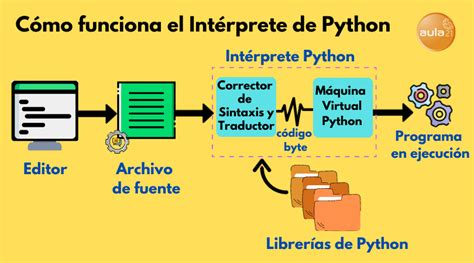 Cómo funciona el Intérprete de Python
aula21
Intérprete Python
Corrector
de
Sintaxis y
Traductor
código
byte
Máquina
Virtual
Python
Editor
Archivo
de fuente
Programa
en ejecución
Librerías de Python